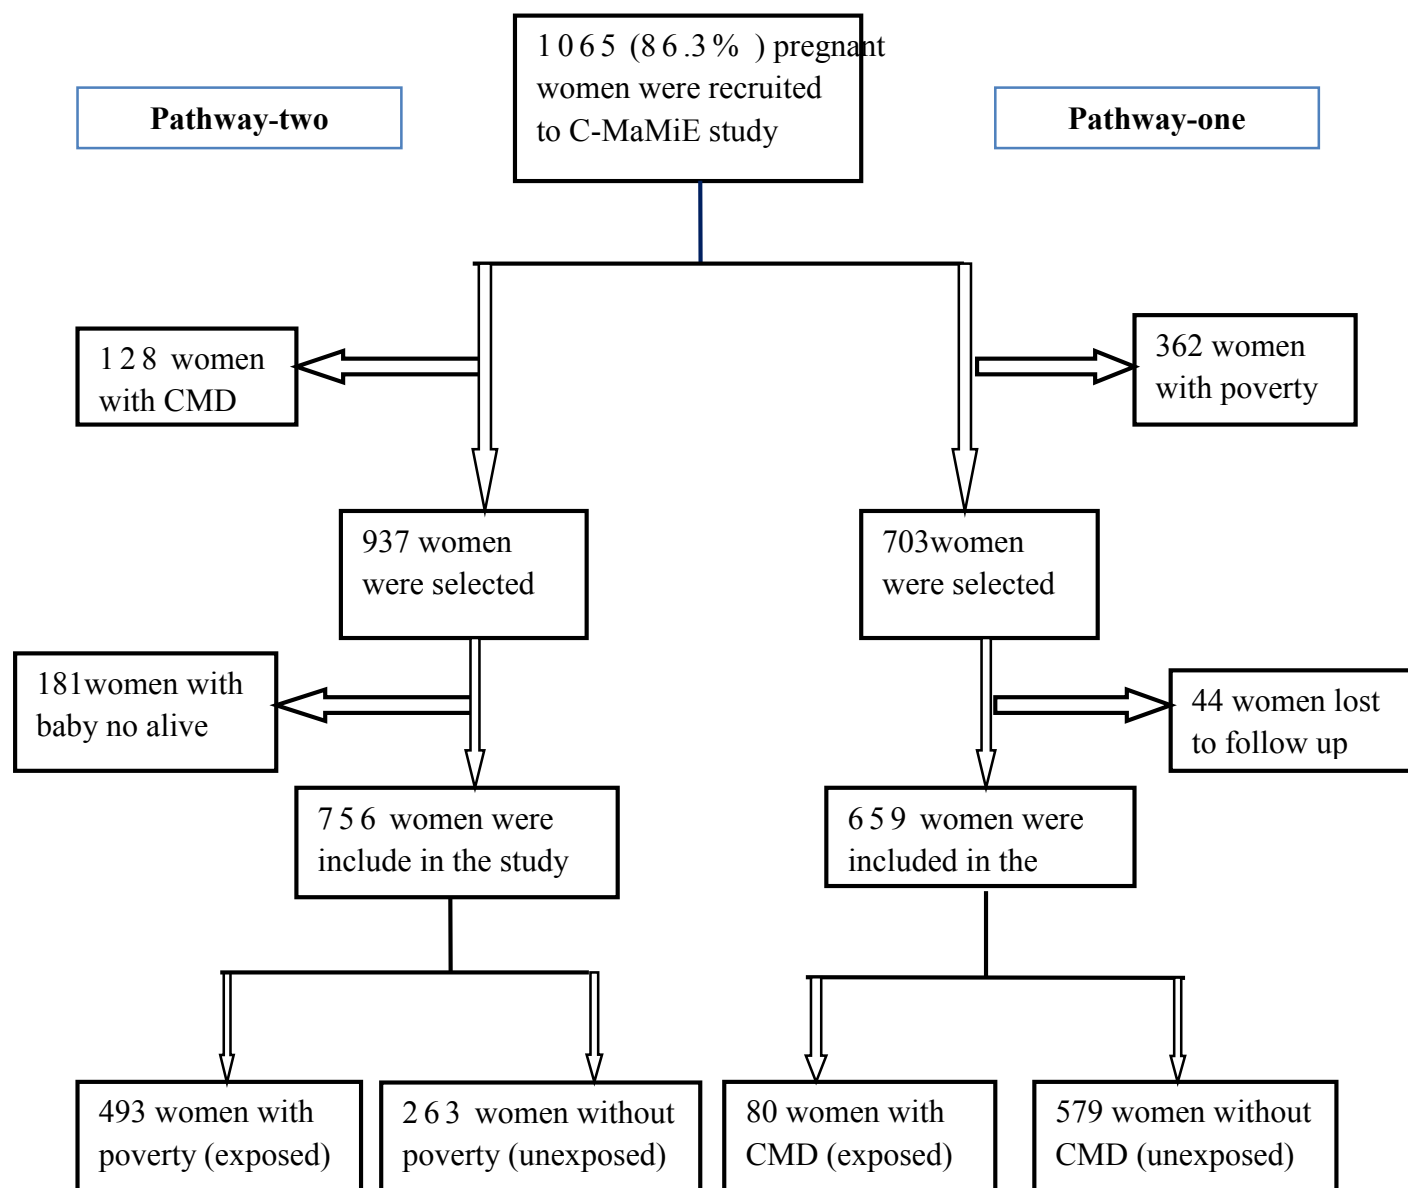 1065 (86.3% ) pregnant
women were recruited
to C-MaMiE study
Pathway-two
Pathway-one
128 women
with CMD
362 women
with poverty
937 women
were selected
703women
were selected
181women with
baby no alive
44 women lost
to follow up
756 women were
include in the study
659 women were
included in the
493 women with
poverty (exposed)
263 women without
poverty (unexposed)
80 women with
CMD (exposed)
579 women without
CMD (unexposed)